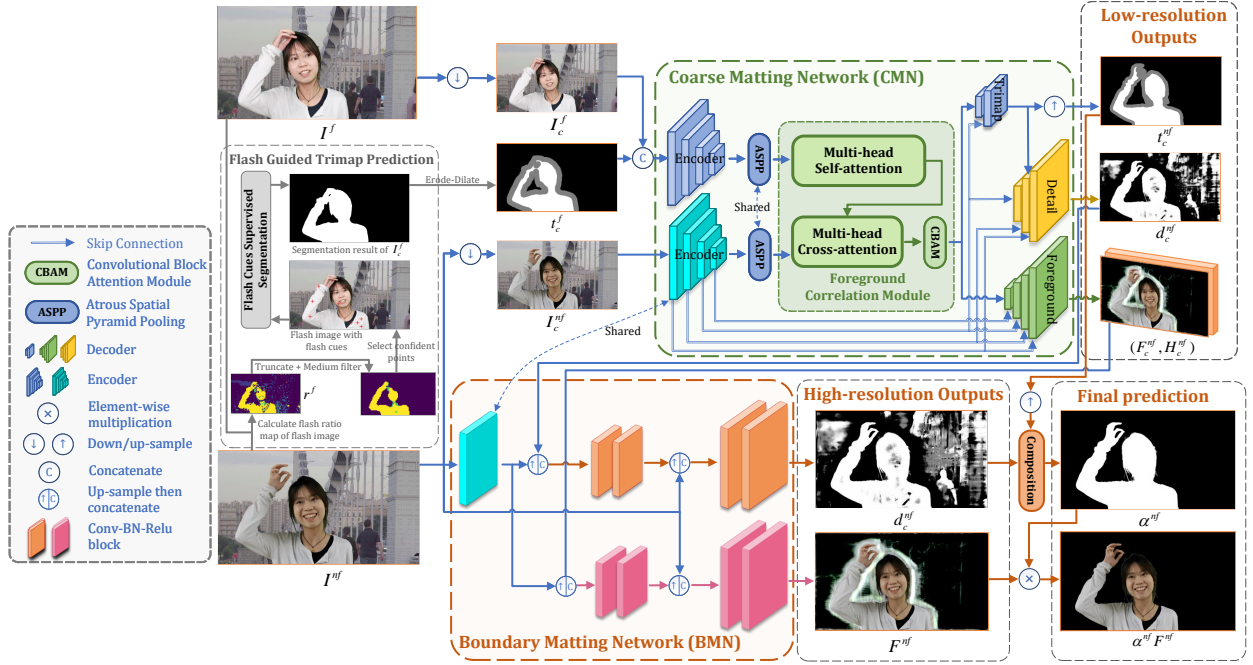 I^f
Flash Guided Trimap Prediction
Flash Cues Supervised
Segmentation
Segmentation result of I_c^f
Erode-Dilate
Flash image with
flash cues
Select confident
points
Truncate + Medium filter
r^f
Calculate flash ratio
map of flash image
I^{nf}
Skip Connection
CBAM
Convolutional Block
Attention Module
ASPP
Atrous Spatial
Pyramid Pooling
Decoder
Encoder
×
Element-wise
multiplication
↓
↑
Down/up-sample
C
Concatenate
↑C
Up-sample then
concatenate
Conv-BN-Relu
block
↓
I_c^f
t_c^f
↓
I_c^{nf}
C
Coarse Matting Network (CMN)
Encoder
ASPP
Multi-head
Self-attention
Shared
Encoder
ASPP
Multi-head
Cross-attention
CBAM
Foreground
Correlation Module
Trimap
↑
Detail
Foreground
Shared
Low-resolution
Outputs
t_c^{nf}
d_c^{nf}
(F_c^{nf}, H_c^{nf})
↑C
↑C
↑C
↑C
Boundary Matting Network (BMN)
High-resolution Outputs
d_c^{nf}
F^{nf}
↑
Composition
×
Final prediction
α^{nf}
α^{nf} F^{nf}